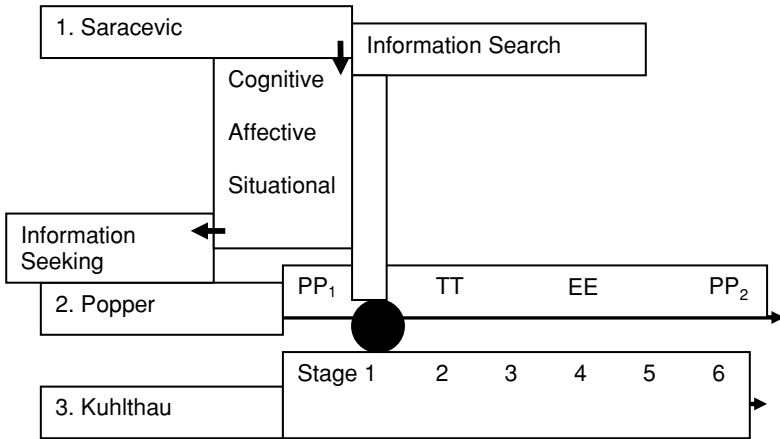 1. Saracevic
Information Search
Cognitive
Affective
Situational
Information
Seeking
2. Popper
PP₁ TT EE PP₂
3. Kuhlthau
Stage 1 2 3 4 5 6